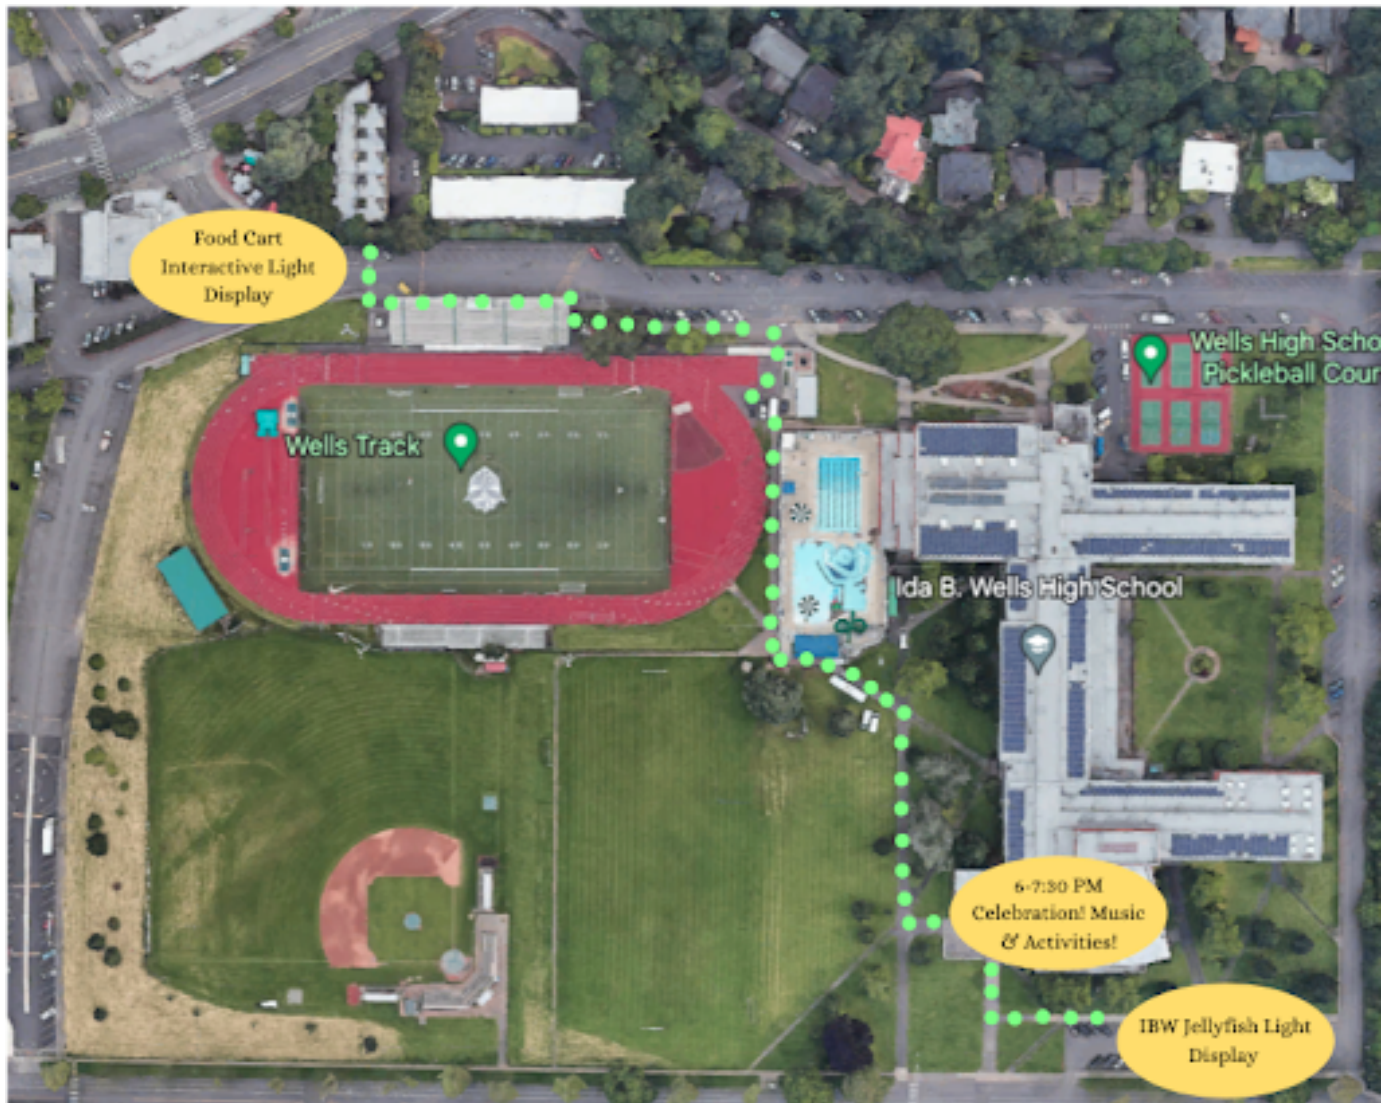 Food Cart
Interactive Light
Display
Wells High Scho
Pickleball Cour
Wells Track
Ida B. Wells High School
6-7:30 PM
Celebration! Music
& Activities!
IBW Jellyfish Light
Display